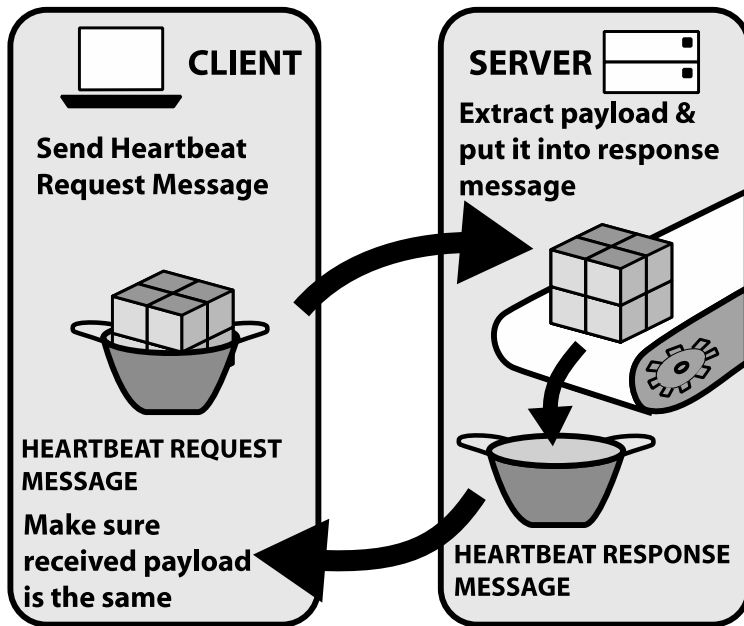 CLIENT
Send Heartbeat
Request Message
HEARTBEAT REQUEST
MESSAGE
Make sure
received payload
is the same
SERVER
Extract payload &
put it into response
message
HEARTBEAT RESPONSE
MESSAGE